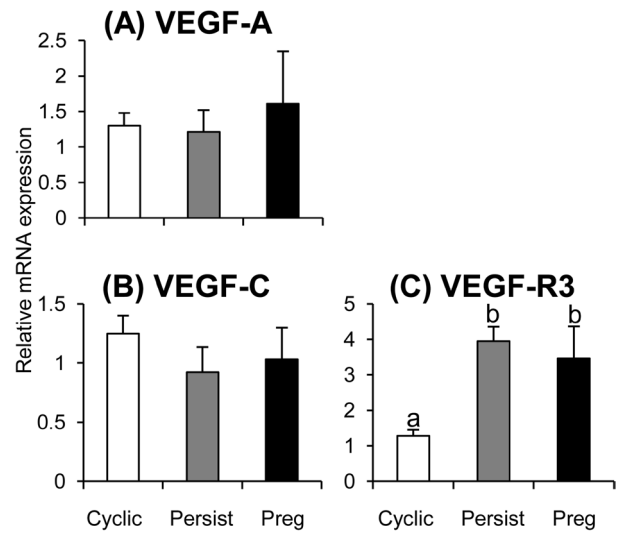 (A) VEGF-A
2.5
2
1.5
1
0.5
0
Relative mRNA expression
(B) VEGF-C
1.5
1
0.5
0
Cyclic Persist Preg
(C) VEGF-R3
5
4
3
2
1
0
a
b
b
Cyclic Persist Preg